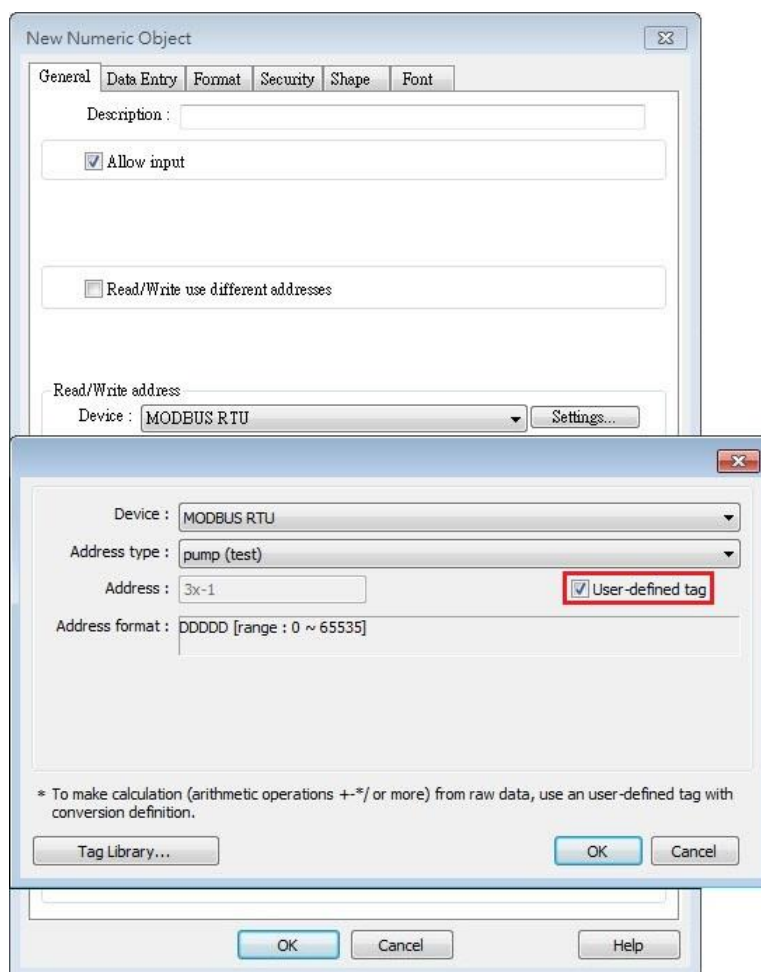 New Numeric Object
General Data Entry Format Security Shape Font
Description :
Allow input
Read/Write use different addresses
Read/Write address
Device : MODBUS RTU Settings...
Device : MODBUS RTU
Address type : pump (test)
Address : 3x-1 User-defined tag
Address format : DDDDD [range : 0 ~ 65535]
* To make calculation (arithmetic operations +-*/ or more) from raw data, use an user-defined tag with
conversion definition.
Tag Library... OK Cancel
OK Cancel Help